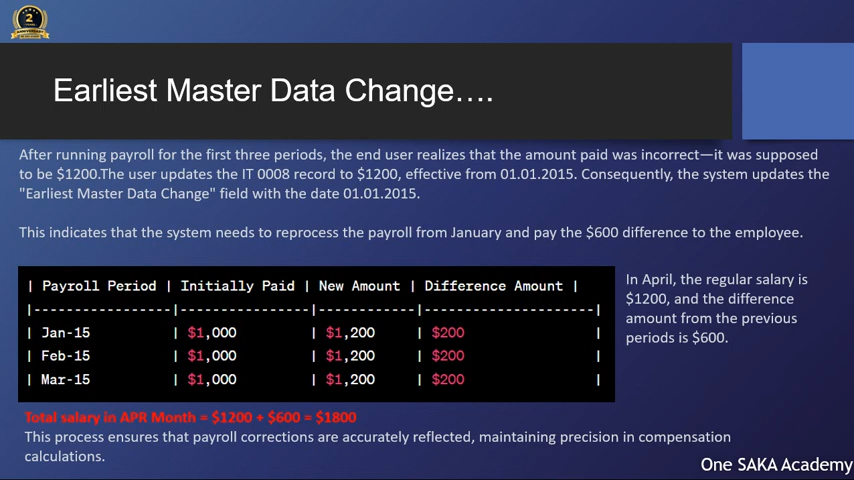 2
ANNIVERSARY
Earliest Master Data Change….
After running payroll for the first three periods, the end user realizes that the amount paid was incorrect—it was supposed
to be $1200.The user updates the IT 0008 record to $1200, effective from 01.01.2015. Consequently, the system updates the
"Earliest Master Data Change" field with the date 01.01.2015.
This indicates that the system needs to reprocess the payroll from January and pay the $600 difference to the employee.
| Payroll Period | Initially Paid | New Amount | Difference Amount |
|----------------|----------------|------------|-----------------------|
| Jan-15 | $1,000 | $1,200 | $200 |
| Feb-15 | $1,000 | $1,200 | $200 |
| Mar-15 | $1,000 | $1,200 | $200 |
In April, the regular salary is
$1200, and the difference
amount from the previous
periods is $600.
Total salary in APR Month = $1200 + $600 = $1800
This process ensures that payroll corrections are accurately reflected, maintaining precision in compensation
calculations.
One SAKA Academy